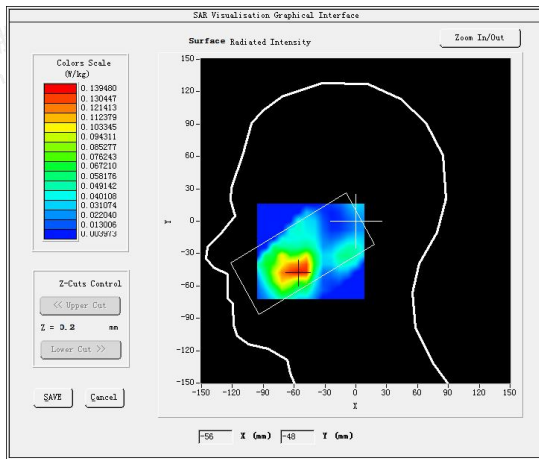 SAR Visualisation Graphical Interface
Surface Radiated Intensity
Zoom In/Out
Colors Scale
(W/kg)
0.139480
0.130447
0.121413
0.112379
0.103345
0.094311
0.085277
0.076243
0.067210
0.058176
0.049142
0.040108
0.031074
0.022040
0.013006
0.003973
Z-Cuts Control
<< Upper Cut
Z = 3.2 mm
Lower Cut >>
SAVE Cancel
150
120
90
60
30
0
-30
-60
-90
-120
-150
Y
-150 -120 -90 -60 -30 0 30 60 90 120 150
X
-56 X (mm) -48 Y (mm)